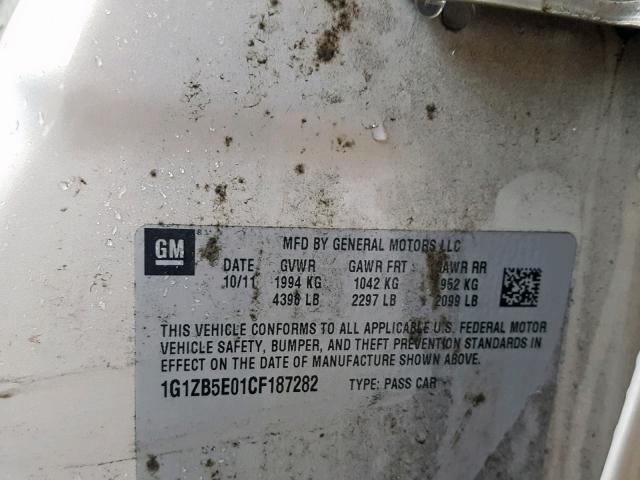 GM
MFD BY GENERAL MOTORS LLC
DATE GVWR GAWR FRT GAWR RR
10/11 1994 KG 1042 KG 952 KG
4396 LB 2297 LB 2099 LB
THIS VEHICLE CONFORMS TO ALL APPLICABLE U.S. FEDERAL MOTOR
VEHICLE SAFETY, BUMPER, AND THEFT PREVENTION STANDARDS IN
EFFECT ON THE DATE OF MANUFACTURE SHOWN ABOVE.
1G1ZB5E01CF187282 TYPE: PASS CAR